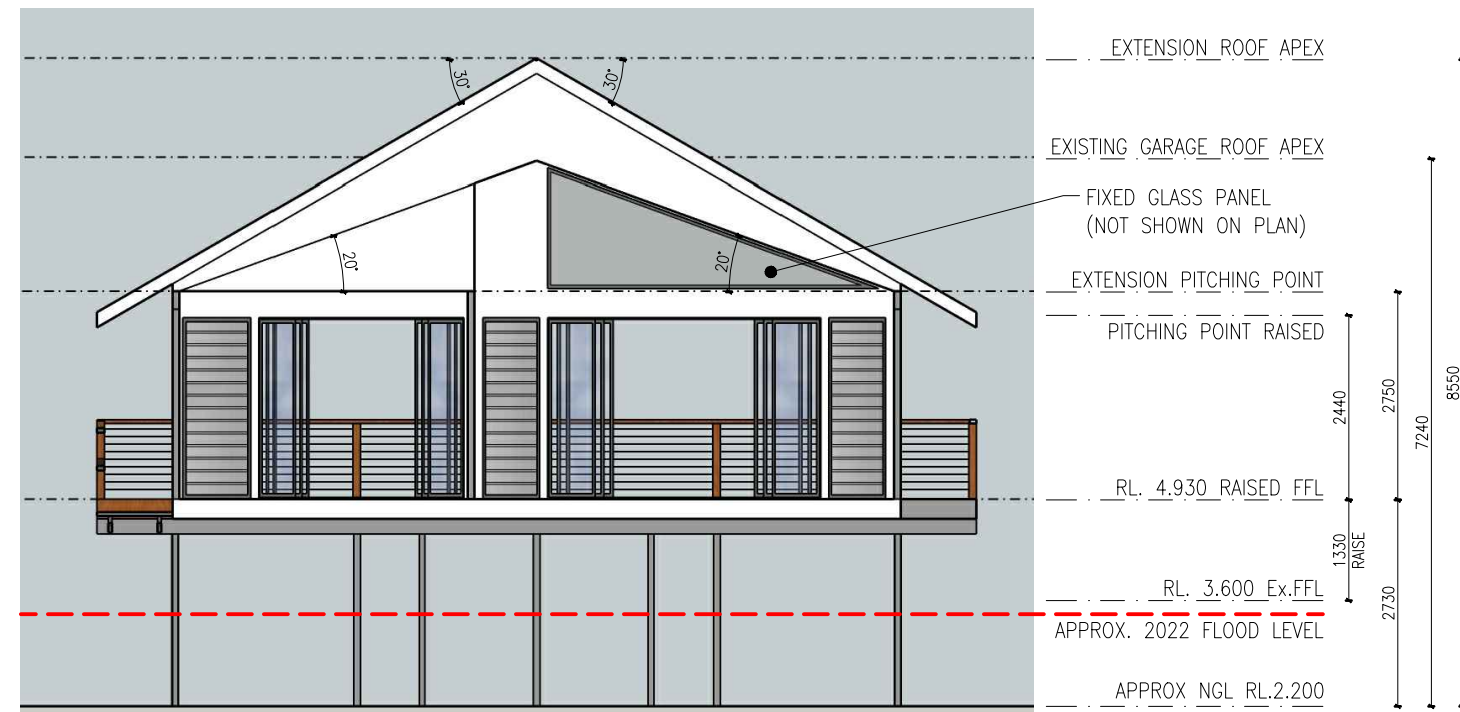 EXTENSION ROOF APEX
30°
30°
EXISTING GARAGE ROOF APEX
FIXED GLASS PANEL
(NOT SHOWN ON PLAN)
20°
20°
EXTENSION PITCHING POINT
PITCHING POINT RAISED
2440
2750
7240
8550
RL. 4.930 RAISED FFL
1330
RAISE
RL. 3.600 Ex.FFL
2730
APPROX. 2022 FLOOD LEVEL
APPROX NGL RL.2.200